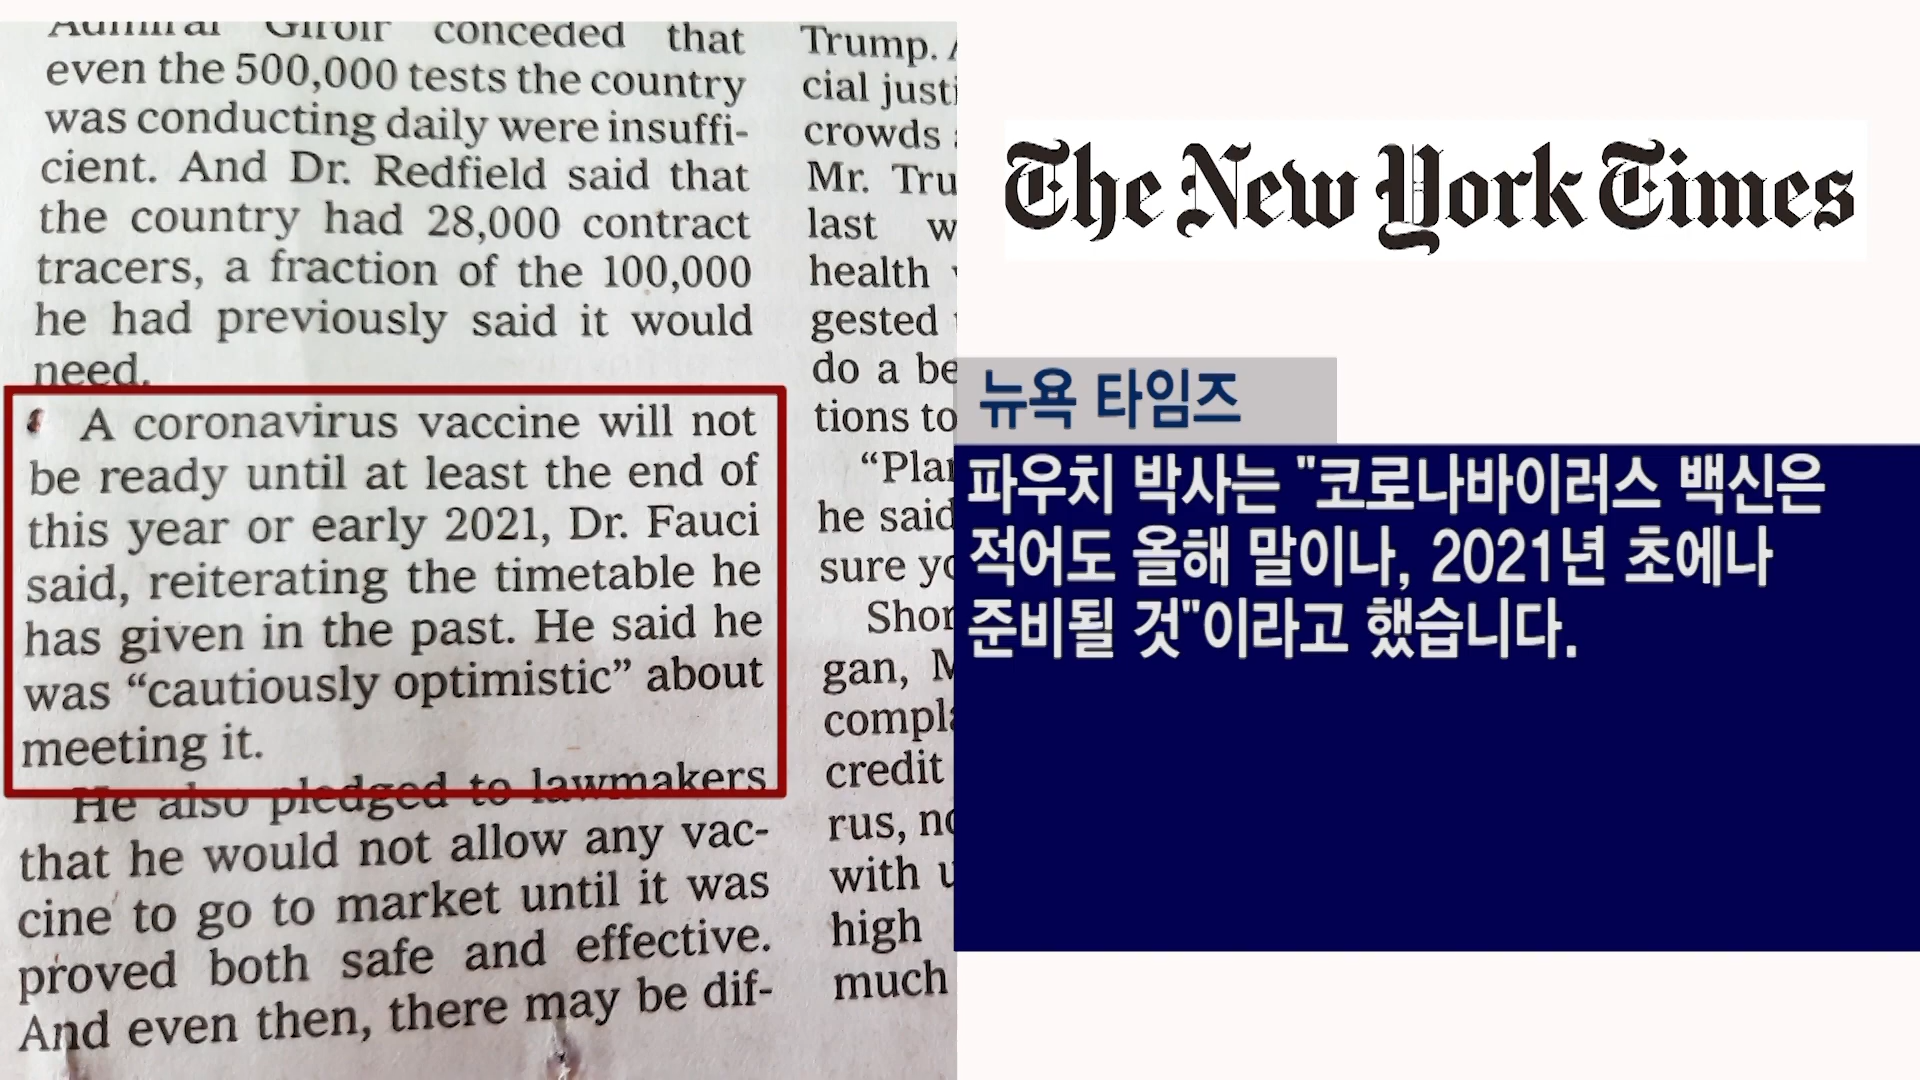 Admiral Giroir conceded that
even the 500,000 tests the country
was conducting daily were insuffi-
cient. And Dr. Redfield said that
the country had 28,000 contract
tracers, a fraction of the 100,000
he had previously said it would
need.
A coronavirus vaccine will not
be ready until at least the end of
this year or early 2021, Dr. Fauci
said, reiterating the timetable he
has given in the past. He said he
was “cautiously optimistic” about
meeting it.
He also pledged to lawmakers
that he would not allow any vac-
cine to go to market until it was
proved both safe and effective.
And even then, there may be dif-
Trump.
cial
crowds
Mr.
last
health
gested
do a
tions to
he said
sure
gan,
credit
rus,
with
high
much
The New York Times
뉴욕 타임즈
파우치 박사는 "코로나바이러스 백신은
적어도 올해 말이나, 2021년 초에나
준비될 것"이라고 했습니다.